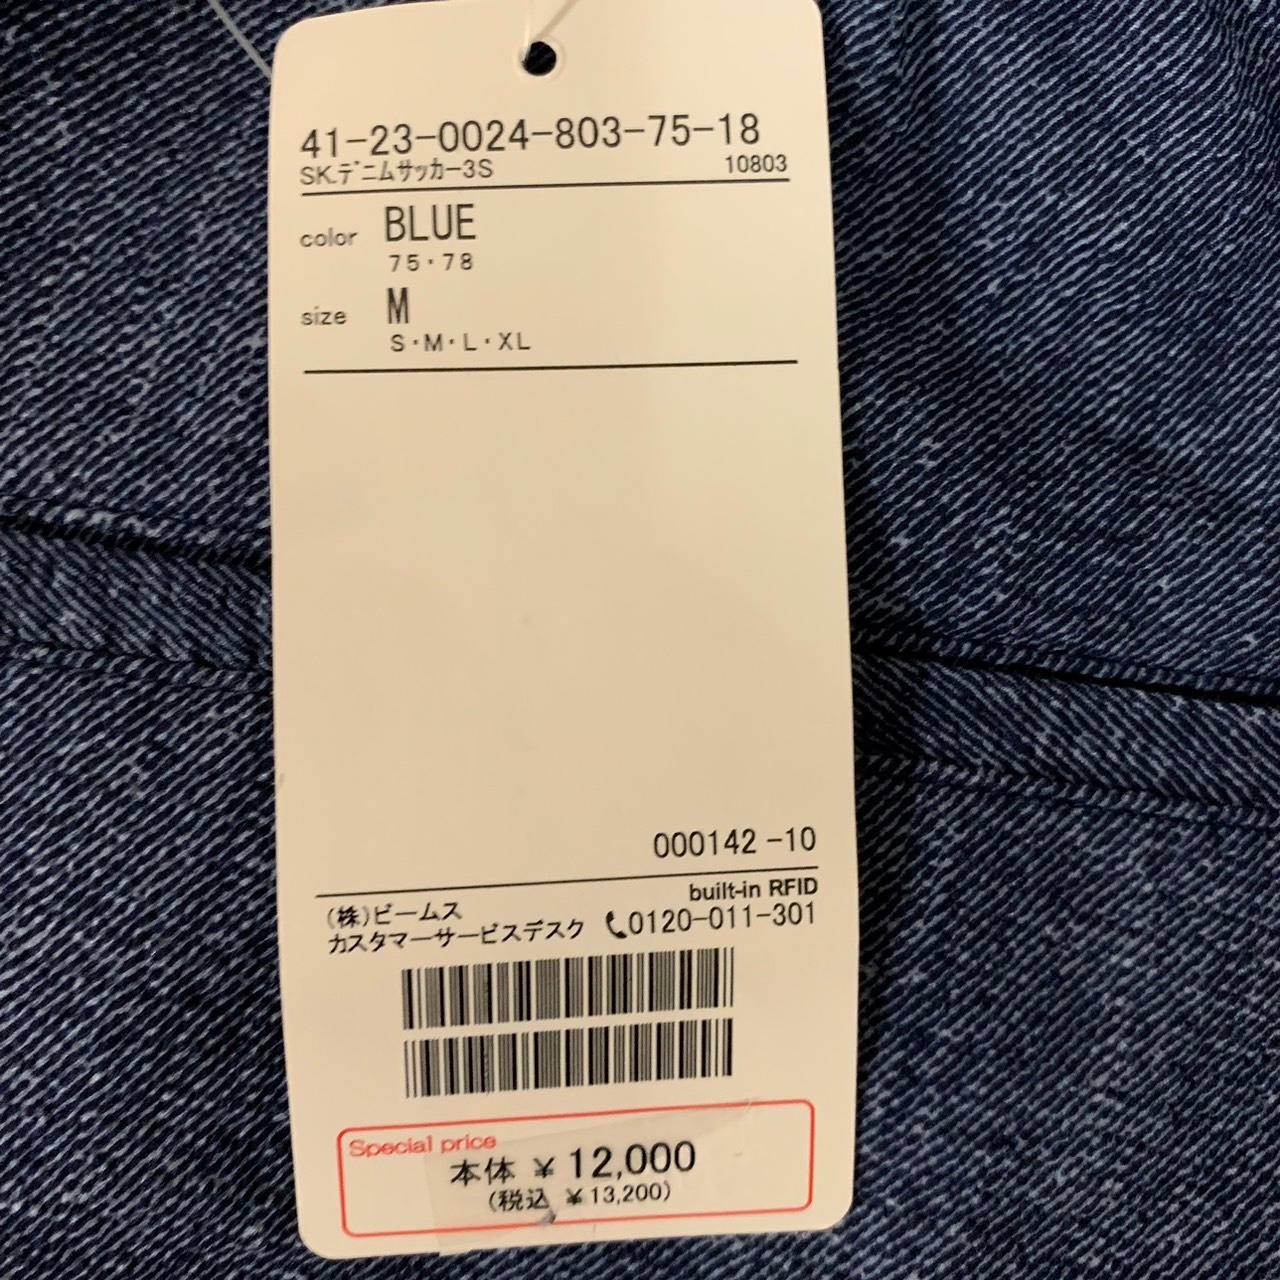 41-23-0024-803-75-18
SK.ﾃﾞﾆﾑｻｯｶｰ3S 10803
color BLUE
75・78
size M
S・M・L・XL
000142 -10
built-in RFID
(株)ビームス
カスタマーサービスデスク 0120-011-301
Special price
本体 ¥ 12,000
(税込 ¥13,200)